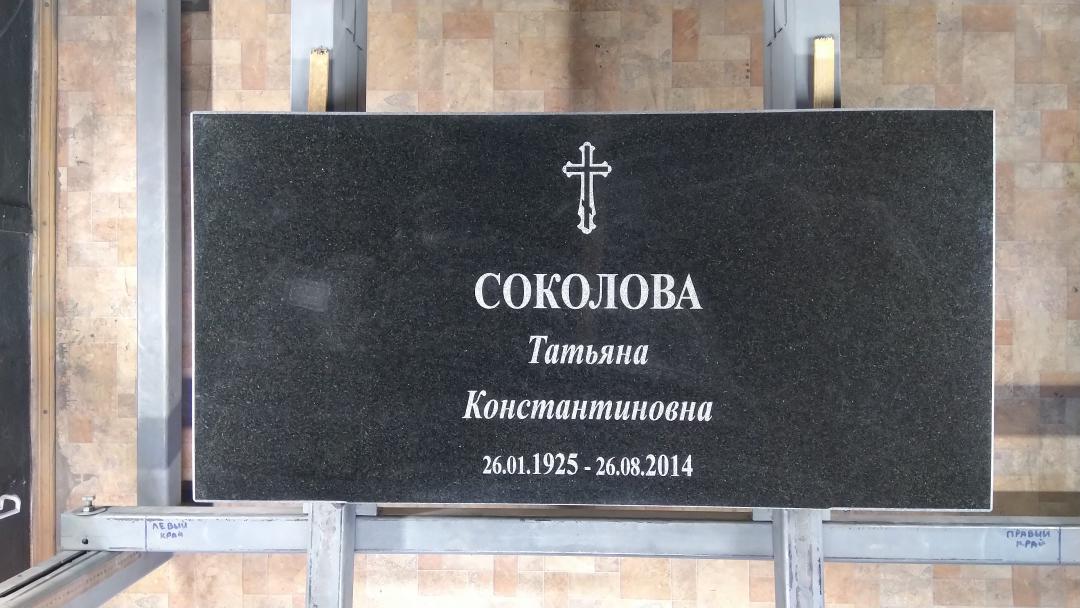 СОКОЛОВА
Татьяна
Константиновна
26.01.1925 - 26.08.2014
ЛЕВЫЙ
КРАЙ
ПРАВЫЙ
КРАЙ